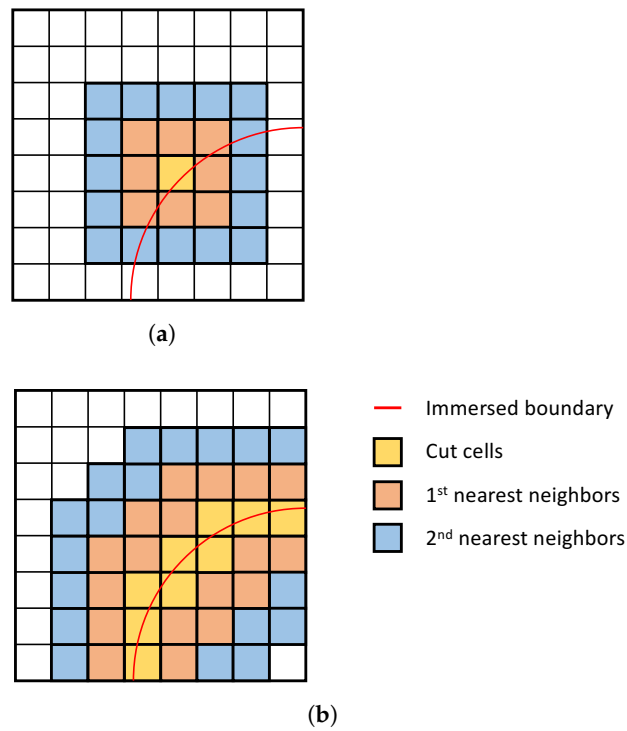 (a)
Immersed boundary
Cut cells
1st nearest neighbors
2nd nearest neighbors
(b)